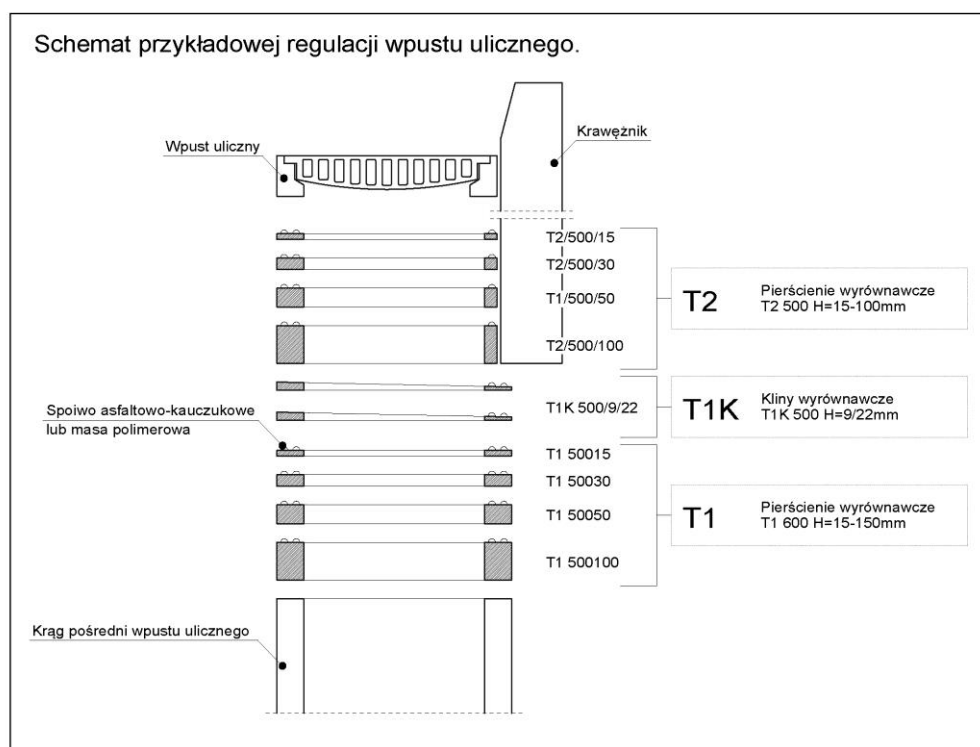 Schemat przykładowej regulacji wpustu ulicznego.
Wpust uliczny
Krawężnik
T2/500/15
T2/500/30
T1/500/50
T2/500/100
T2
Pierścienie wyrównawcze
T2 500 H=15-100mm
T1K 500/9/22
T1K
Kliny wyrównawcze
T1K 500 H=9/22mm
Spoiwo asfaltowo-kauczukowe
lub masa polimerowa
T1 50015
T1 50030
T1 50050
T1 500100
T1
Pierścienie wyrównawcze
T1 600 H=15-150mm
Krąg pośredni wpustu ulicznego